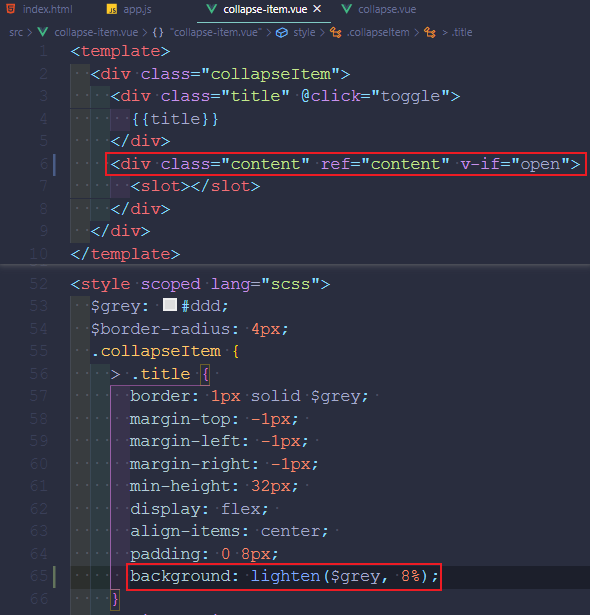 index.html app.js collapse-item.vue × collapse.vue
src > collapse-item.vue > {} "collapse-item.vue" > style > .collapseItem > > .title
1 <template>
2 <div class="collapseItem">
3 <div class="title" @click="toggle">
4 {{title}}
5 </div>
6 <div class="content" ref="content" v-if="open">
7 <slot></slot>
8 </div>
9 </div>
10 </template>
52 <style scoped lang="scss">
53 $grey: #ddd;
54 $border-radius: 4px;
55 .collapseItem {
56 > .title {
57 border: 1px solid $grey;
58 margin-top: -1px;
59 margin-left: -1px;
60 margin-right: -1px;
61 min-height: 32px;
62 display: flex;
63 align-items: center;
64 padding: 0 8px;
65 background: lighten($grey, 8%);
66 }